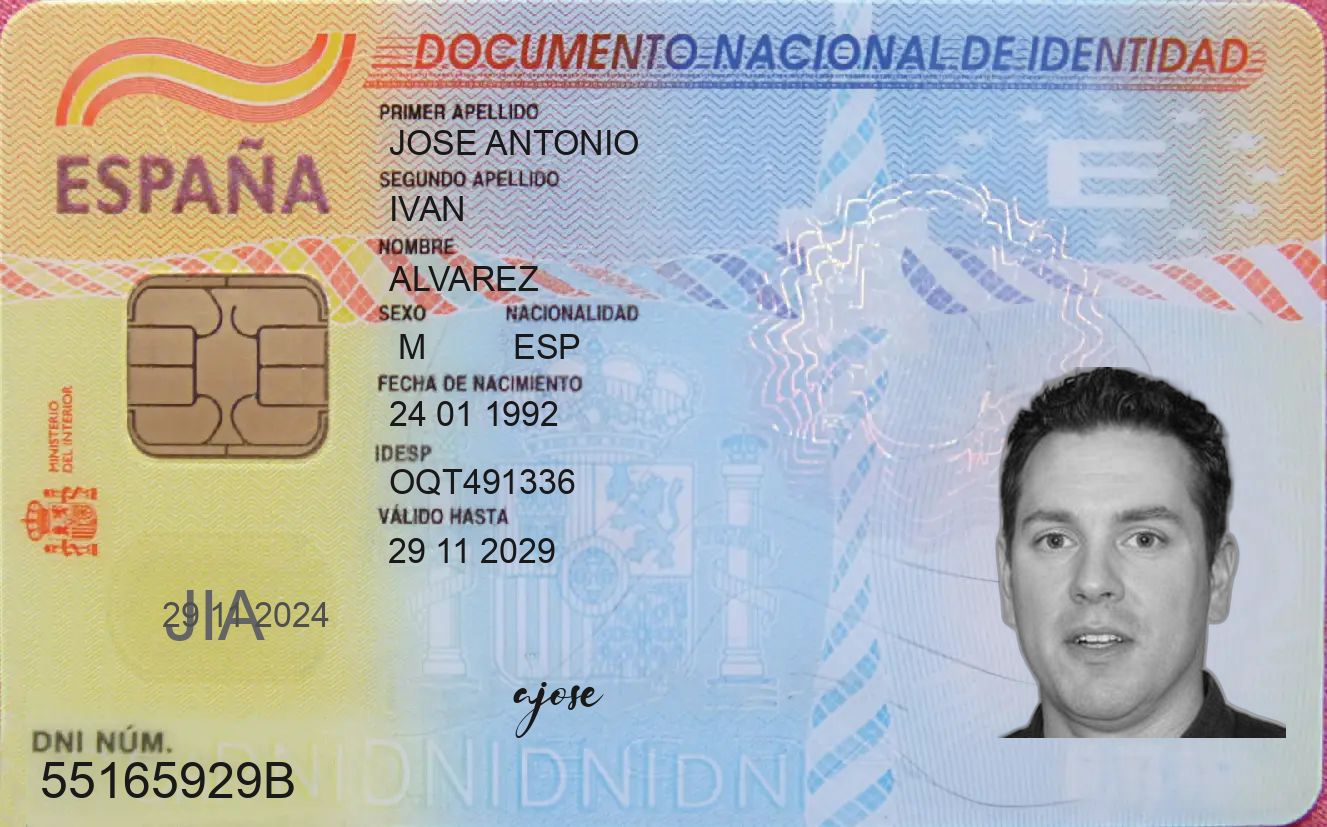 DOCUMENTO NACIONAL DE IDENTIDAD
ESPAÑA
PRIMER APELLIDO
JOSE ANTONIO
SEGUNDO APELLIDO
IVAN
NOMBRE
ALVAREZ
SEXO NACIONALIDAD
M ESP
FECHA DE NACIMIENTO
24 01 1992
IDESP
OQT491336
VÁLIDO HASTA
29 11 2029
MINISTERIO
DEL INTERIOR
E
29 11 2024
JIA
ajose
DNI NÚM.
55165929B
DNIDNIDNIDNI